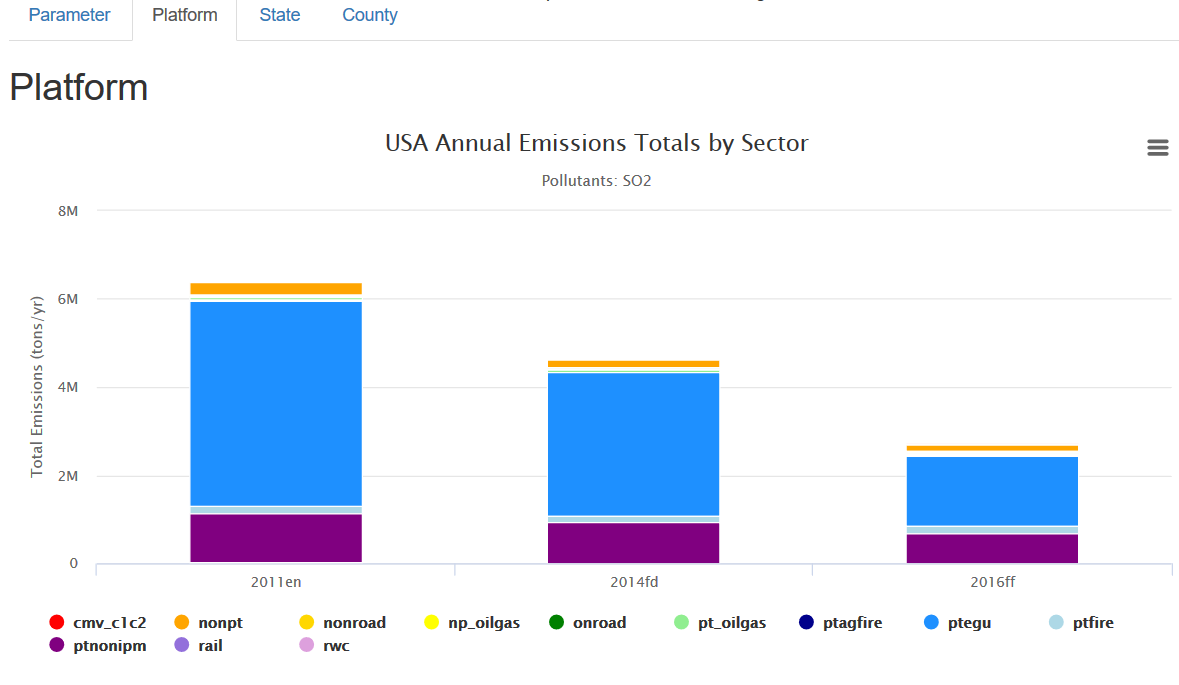 Parameter Platform State County
Platform
USA Annual Emissions Totals by Sector
Pollutants: SO2
Total Emissions (tons/yr)
8M
6M
4M
2M
0
2011en 2014fd 2016ff
cmv_c1c2 nonpt nonroad np_oilgas onroad pt_oilgas ptagfire ptegu ptfire
ptnonipm rail rwc